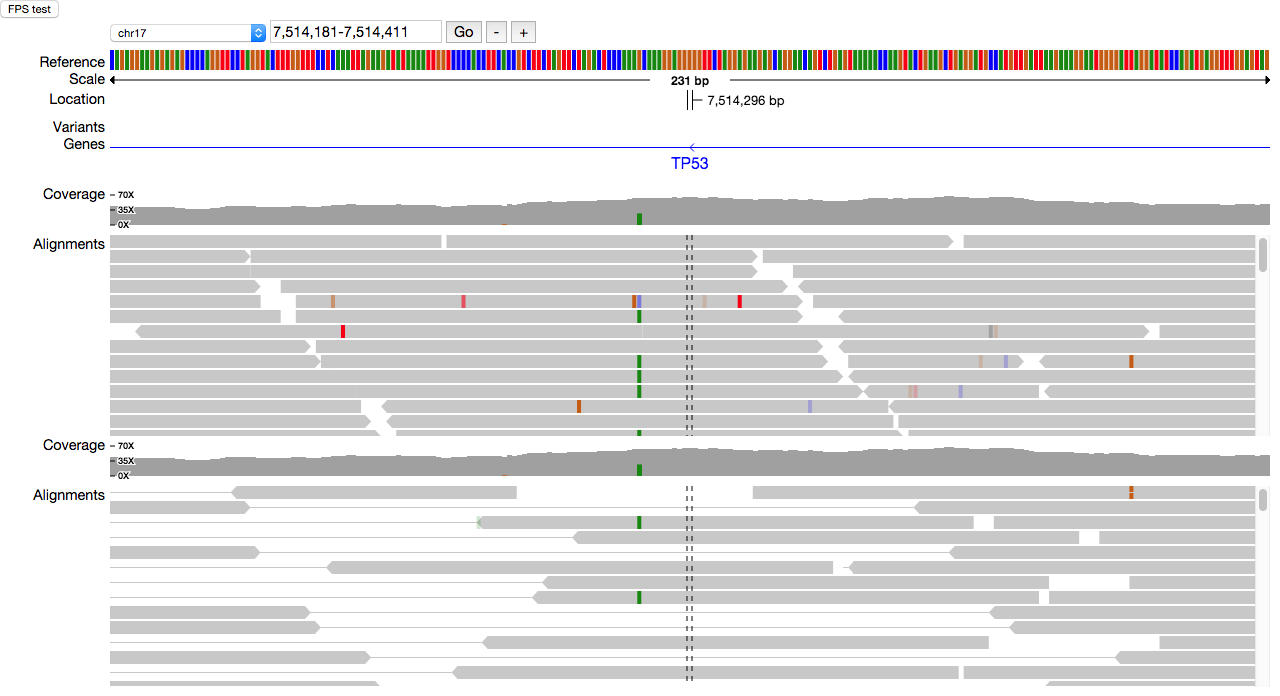 FPS test
chr17 7,514,181-7,514,411 Go - +
Reference
Scale 231 bp
Location 7,514,296 bp
Variants
Genes
TP53
Coverage 70X
35X
0X
Alignments
Coverage 70X
35X
0X
Alignments